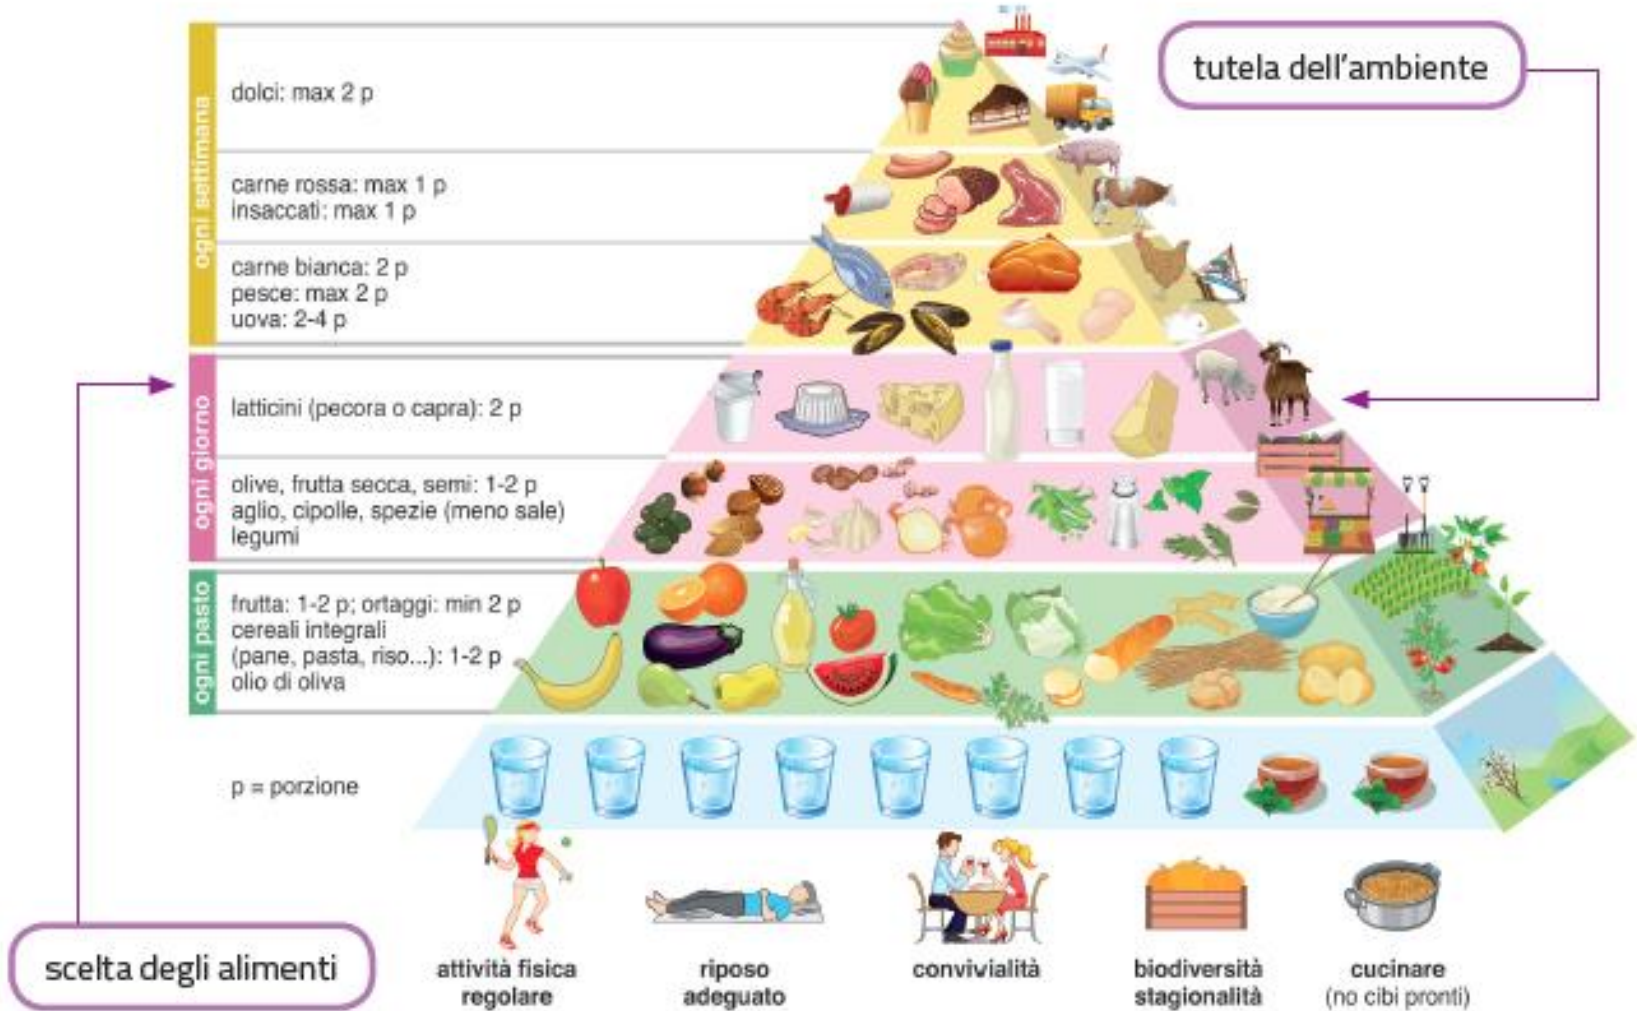 tutela dell'ambiente
ogni settimana
dolci: max 2 p
carne rossa: max 1 p
insaccati: max 1 p
carne bianca: 2 p
pesce: max 2 p
uova: 2-4 p
ogni giorno
latticini (pecora o capra): 2 p
olive, frutta secca, semi: 1-2 p
aglio, cipolle, spezie (meno sale)
legumi
ogni pasto
frutta: 1-2 p; ortaggi: min 2 p
cereali integrali
(pane, pasta, riso...): 1-2 p
olio di oliva
p = porzione
scelta degli alimenti
attività fisica
regolare
riposo
adeguato
convivialità
biodiversità
stagionalità
cucinare
(no cibi pronti)